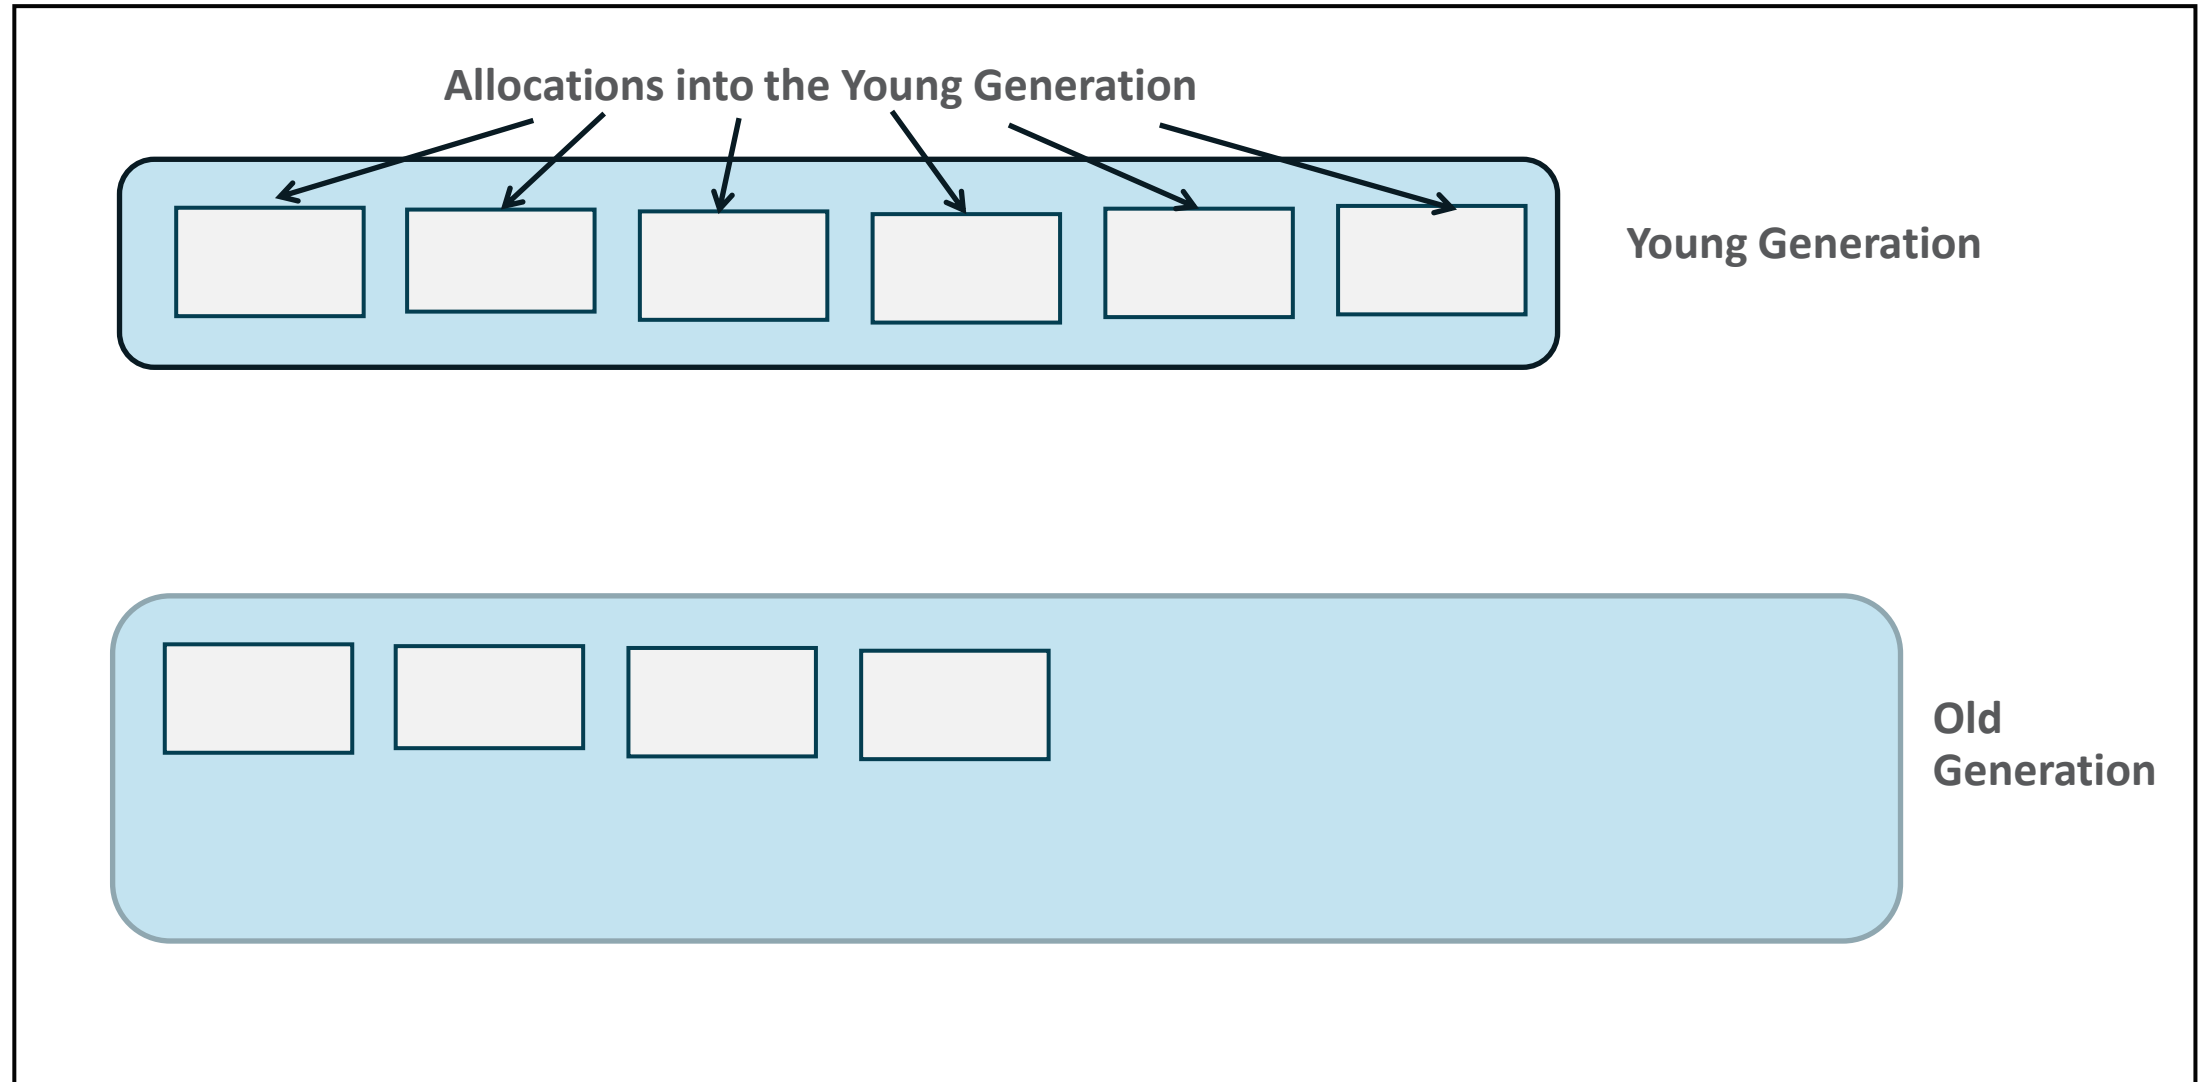 Allocations into the Young Generation
Young Generation
Old
Generation